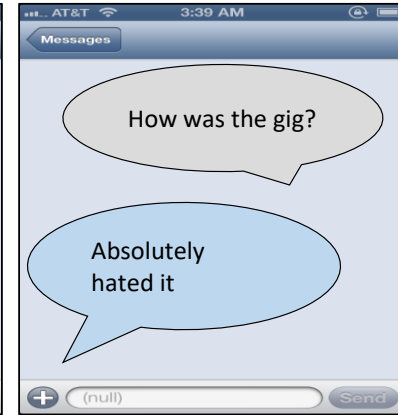 AT&T 3:39 AM
Messages
How was the gig?
Absolutely
hated it
(null)
Send